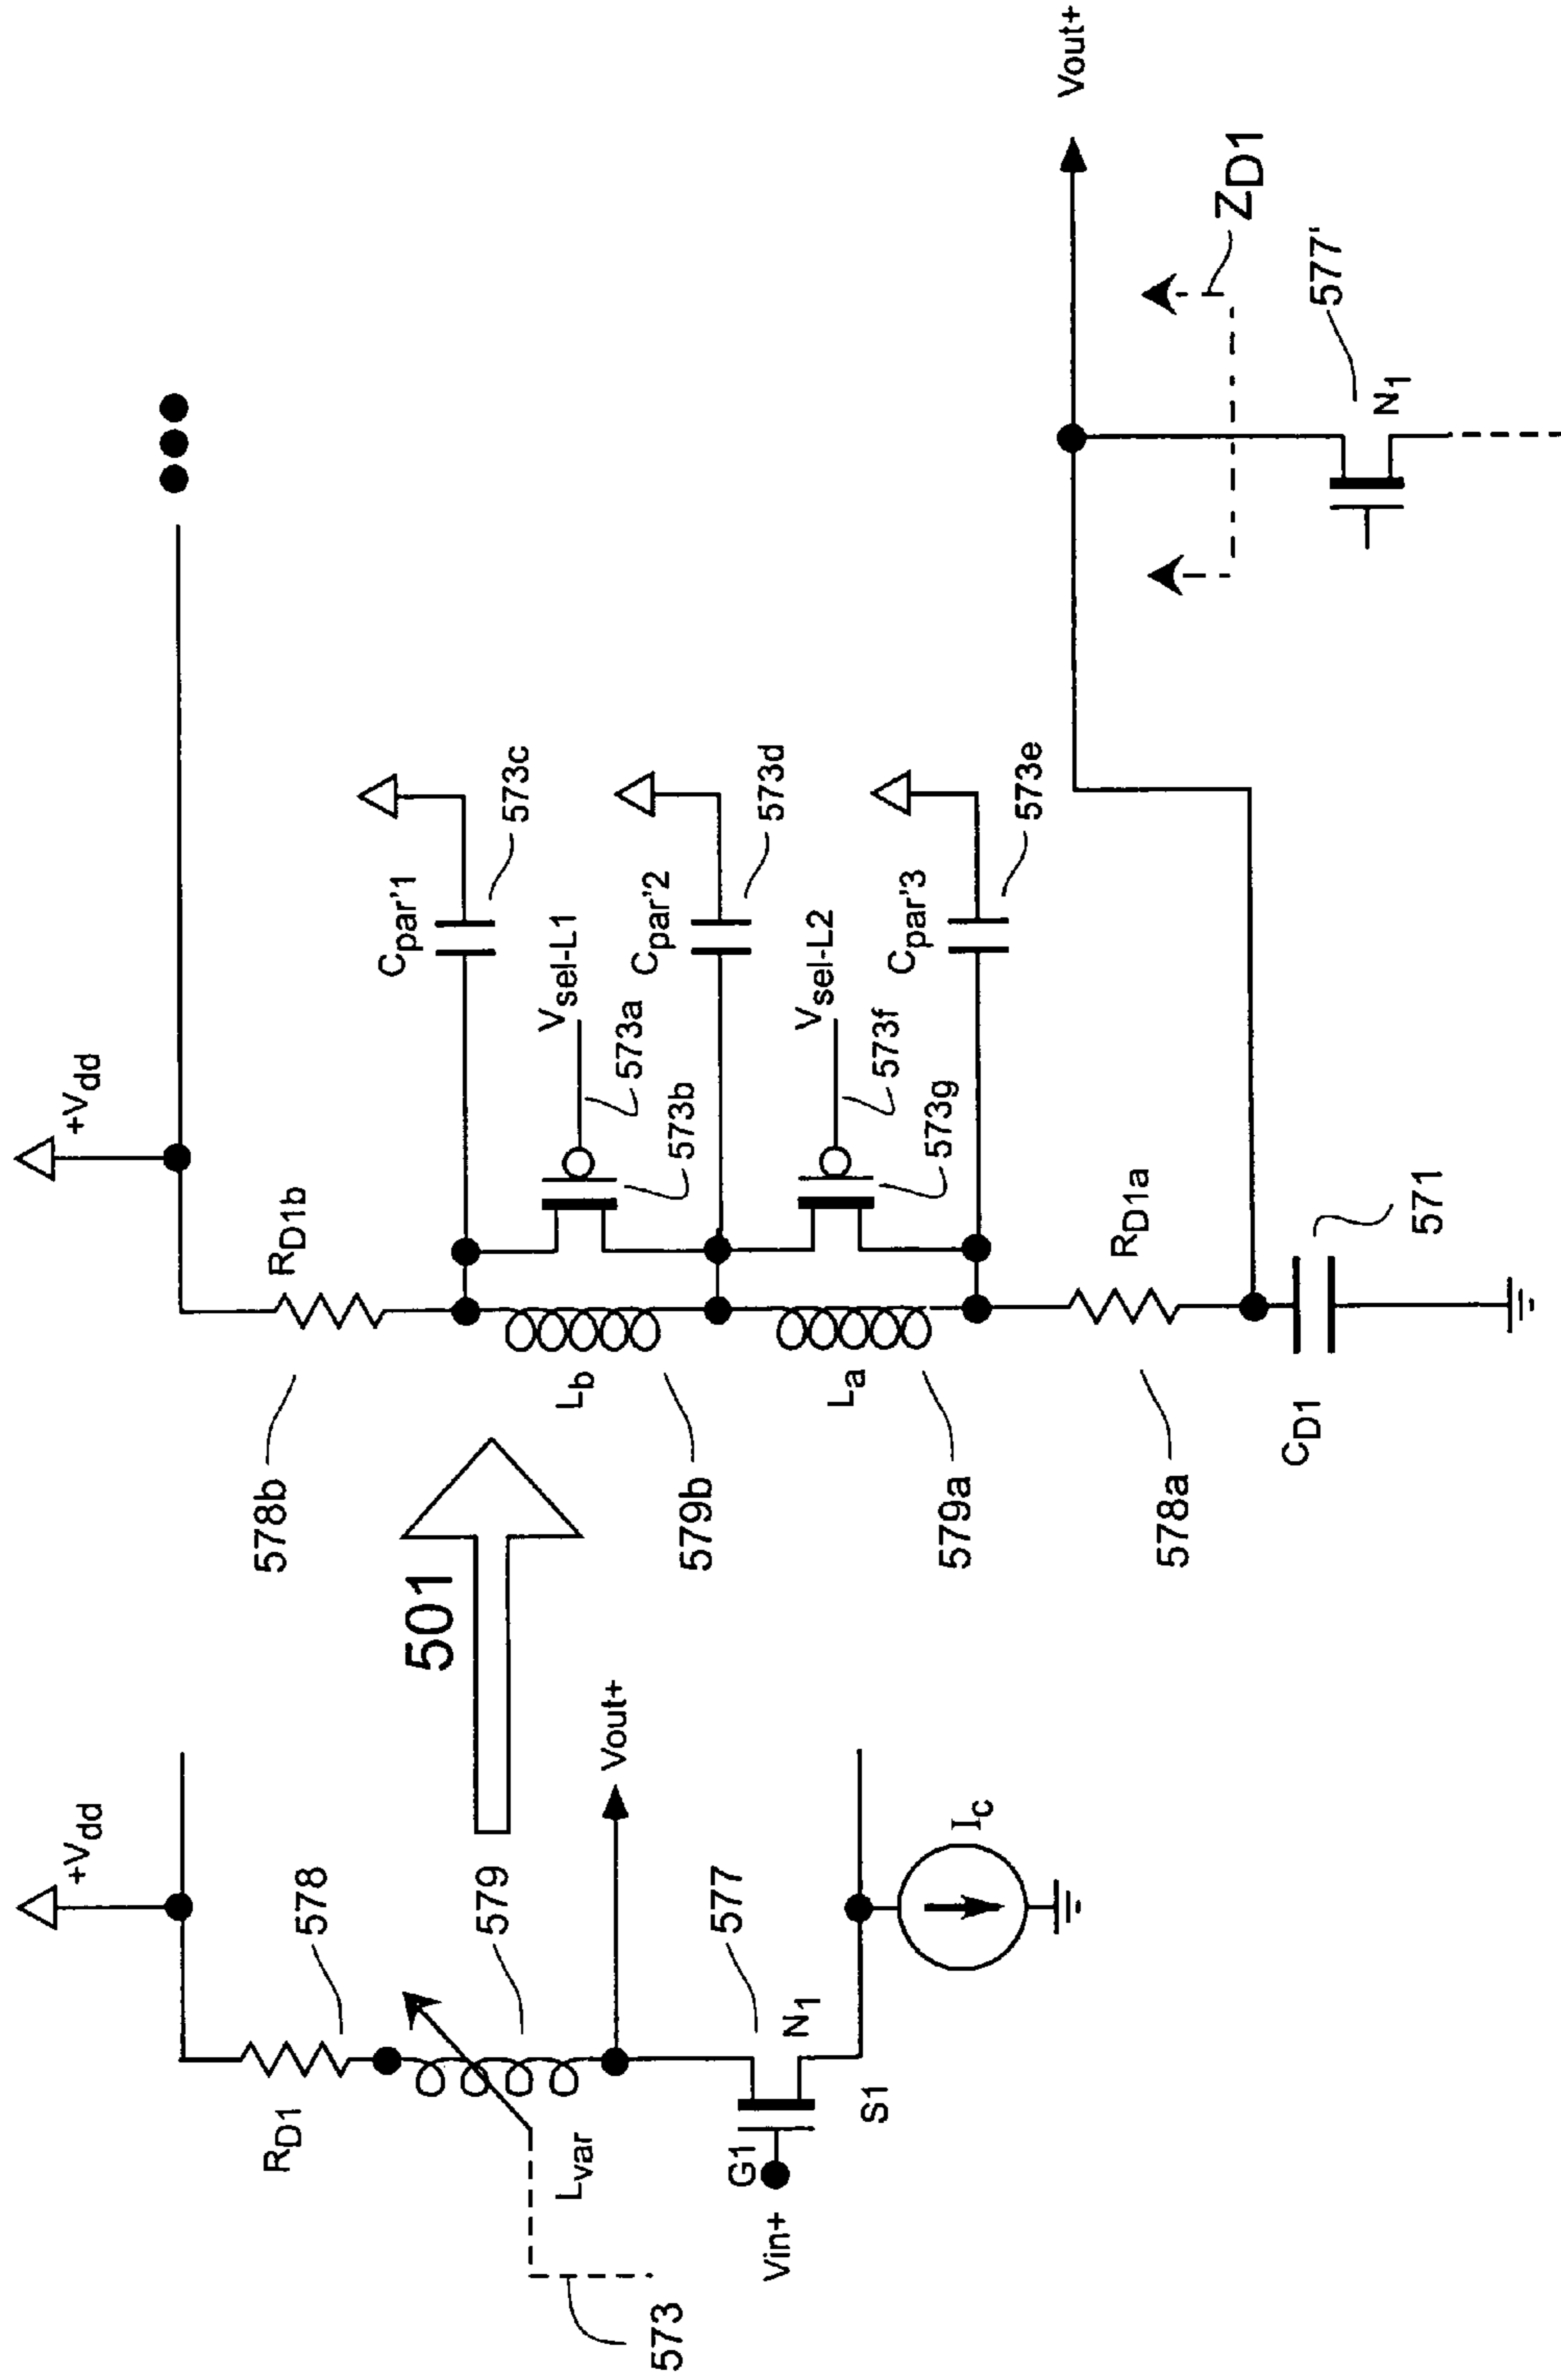 +Vdd
RD1
578
Lvar
579
573
Vout+
G1
Vin+
N1
577
S1
Ic
501
+Vdd
RD1b
578b
Cpar'1
573c
Lb
579b
Vsel-L1
573a
573b
Cpar'2
573d
La
579a
Vsel-L2
573f
573g
Cpar'3
573e
RD1a
578a
CD1
571
Vout+
ZD1
N1
577'